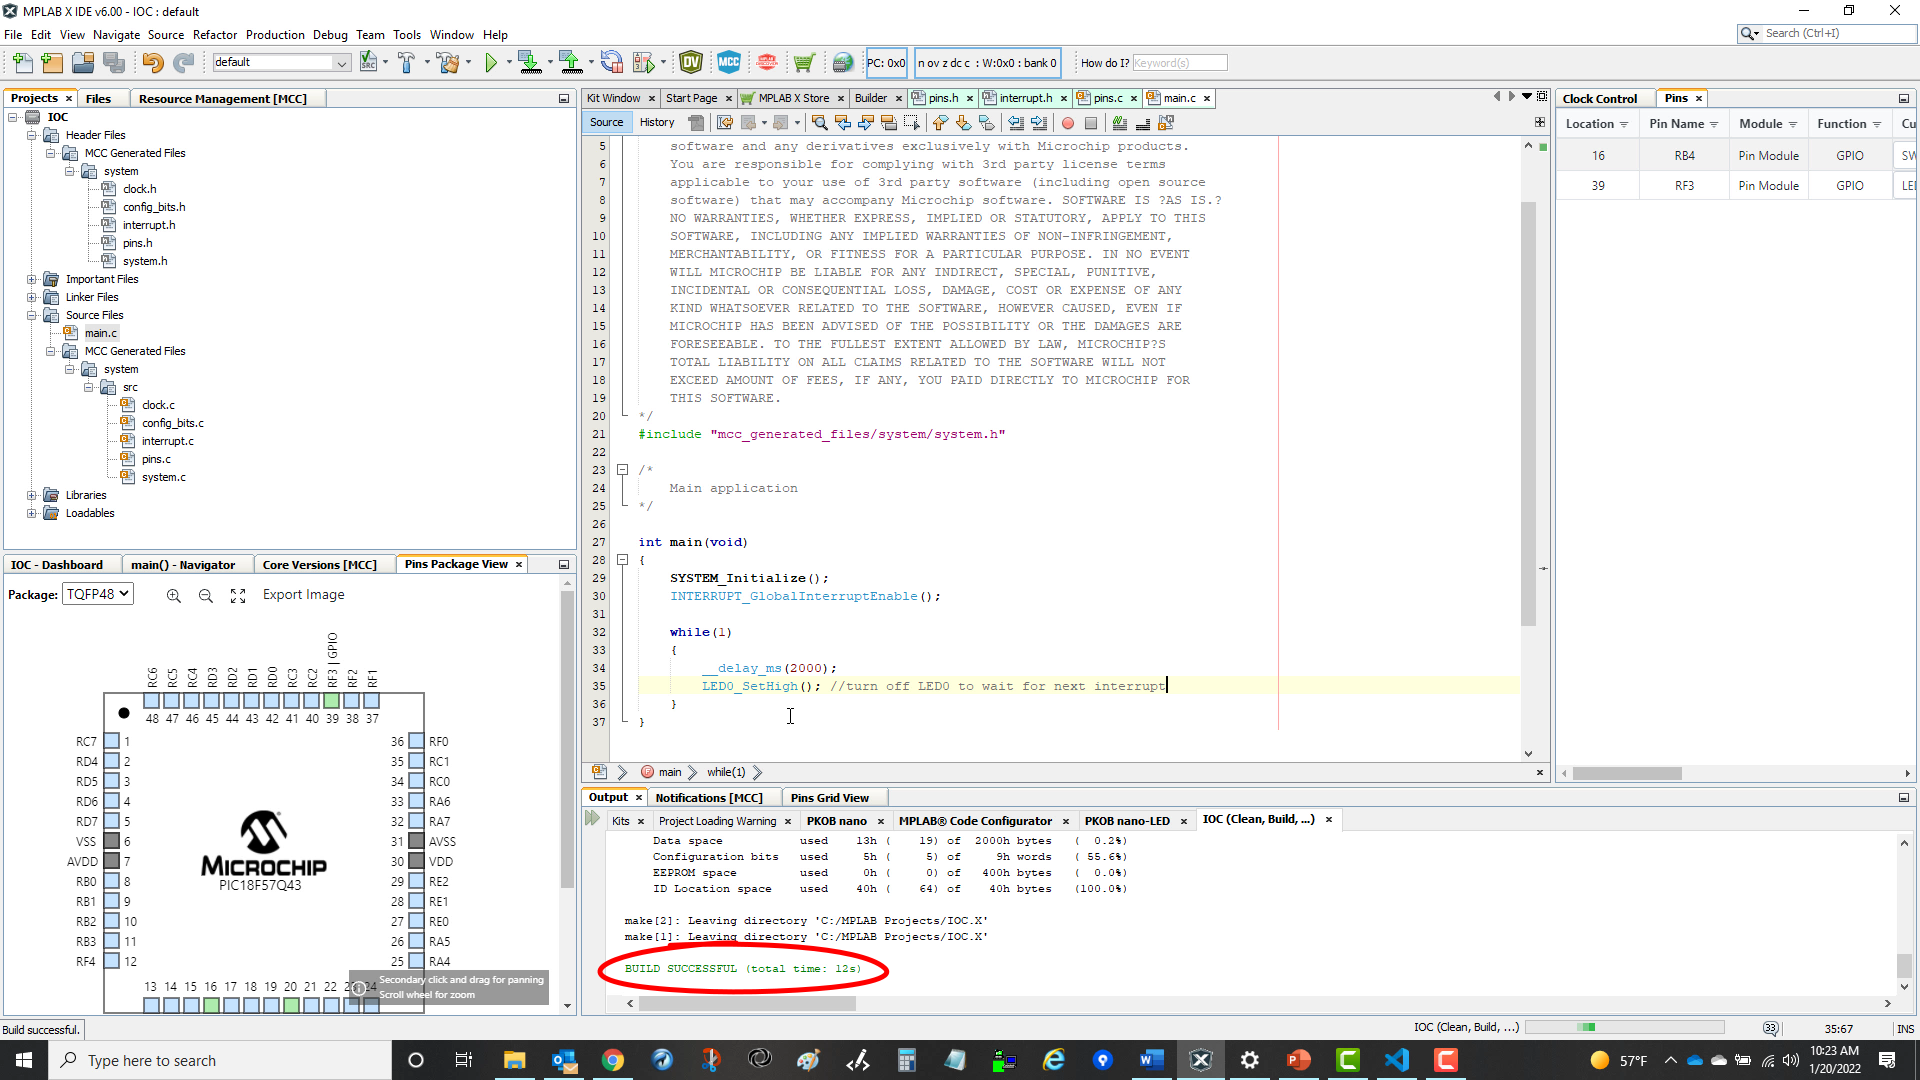 MPLAB X IDE v6.00 - IOC : default
File Edit View Navigate Source Refactor Production Debug Team Tools Window Help
Search (Ctrl+I)
default
PC: 0x0
n ov z dc c : W:0x0 : bank 0
How do I? Keyword(s)
Projects Files Resource Management [MCC]
IOC
Header Files
MCC Generated Files
system
clock.h
config_bits.h
interrupt.h
pins.h
system.h
Important Files
Linker Files
Source Files
main.c
MCC Generated Files
system
src
clock.c
config_bits.c
interrupt.c
pins.c
system.c
Libraries
Loadables
IOC - Dashboard main() - Navigator Core Versions [MCC] Pins Package View
Package: TQFP48 Export Image
RC6 RC5 RC4 RD3 RD2 RD1 RD0 RC3 RC2 RF3 | GPIO RF2 RF1
48 47 46 45 44 43 42 41 40 39 38 37
RC7 1 36 RF0
RD4 2 35 RC1
RD5 3 34 RC0
RD6 4 33 RA6
RD7 5 32 RA7
VSS 6 31 AVSS
AVDD 7 30 VDD
RB0 8 29 RE2
RB1 9 28 RE1
RB2 10 27 RE0
RB3 11 26 RA5
RF4 12 25 RA4
MICROCHIP
PIC18F57Q43
13 14 15 16 17 18 19 20 21 22 23 24
Secondary click and drag for panning
Scroll wheel for zoom
Kit Window Start Page MPLAB X Store Builder pins.h interrupt.h pins.c main.c
Source History
5 software and any derivatives exclusively with Microchip products.
6 You are responsible for complying with 3rd party license terms
7 applicable to your use of 3rd party software (including open source
8 software) that may accompany Microchip software. SOFTWARE IS ?AS IS.?
9 NO WARRANTIES, WHETHER EXPRESS, IMPLIED OR STATUTORY, APPLY TO THIS
10 SOFTWARE, INCLUDING ANY IMPLIED WARRANTIES OF NON-INFRINGEMENT,
11 MERCHANTABILITY, OR FITNESS FOR A PARTICULAR PURPOSE. IN NO EVENT
12 WILL MICROCHIP BE LIABLE FOR ANY INDIRECT, SPECIAL, PUNITIVE,
13 INCIDENTAL OR CONSEQUENTIAL LOSS, DAMAGE, COST OR EXPENSE OF ANY
14 KIND WHATSOEVER RELATED TO THE SOFTWARE, HOWEVER CAUSED, EVEN IF
15 MICROCHIP HAS BEEN ADVISED OF THE POSSIBILITY OR THE DAMAGES ARE
16 FORESEEABLE. TO THE FULLEST EXTENT ALLOWED BY LAW, MICROCHIP?S
17 TOTAL LIABILITY ON ALL CLAIMS RELATED TO THE SOFTWARE WILL NOT
18 EXCEED AMOUNT OF FEES, IF ANY, YOU PAID DIRECTLY TO MICROCHIP FOR
19 THIS SOFTWARE.
20 */
21 #include "mcc_generated_files/system/system.h"
22
23 /*
24 Main application
25 */
26
27 int main(void)
28 {
29 SYSTEM_Initialize();
30 INTERRUPT_GlobalInterruptEnable();
31
32 while(1)
33 {
34 __delay_ms(2000);
35 LED0_SetHigh(); //turn off LED0 to wait for next interrupt
36 }
37 }
main while(1)
Clock Control Pins
Location Pin Name Module Function Cu
16 RB4 Pin Module GPIO SW
39 RF3 Pin Module GPIO LE
Output Notifications [MCC] Pins Grid View
Kits Project Loading Warning PKOB nano MPLAB® Code Configurator PKOB nano-LED IOC (Clean, Build, ...)
Data space used 13h ( 19) of 2000h bytes ( 0.2%)
Configuration bits used 5h ( 5) of 9h words ( 55.6%)
EEPROM space used 0h ( 0) of 400h bytes ( 0.0%)
ID Location space used 40h ( 64) of 40h bytes (100.0%)
make[2]: Leaving directory 'C:/MPLAB Projects/IOC.X'
make[1]: Leaving directory 'C:/MPLAB Projects/IOC.X'
BUILD SUCCESSFUL (total time: 12s)
Build successful. IOC (Clean, Build, ...) 33 35:67 INS
Type here to search
57°F
10:23 AM
1/20/2022